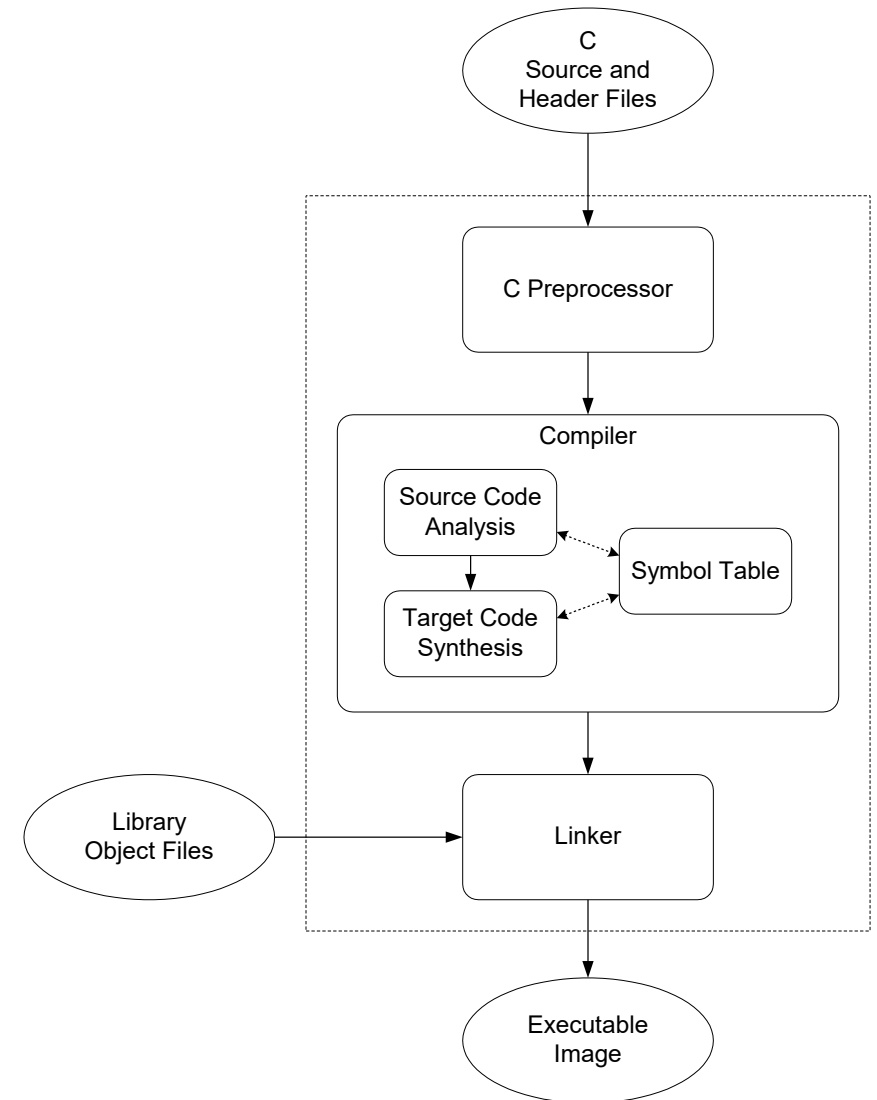 C
Source and
Header Files
C Preprocessor
Compiler
Source Code
Analysis
Symbol Table
Target Code
Synthesis
Library
Object Files
Linker
Executable
Image